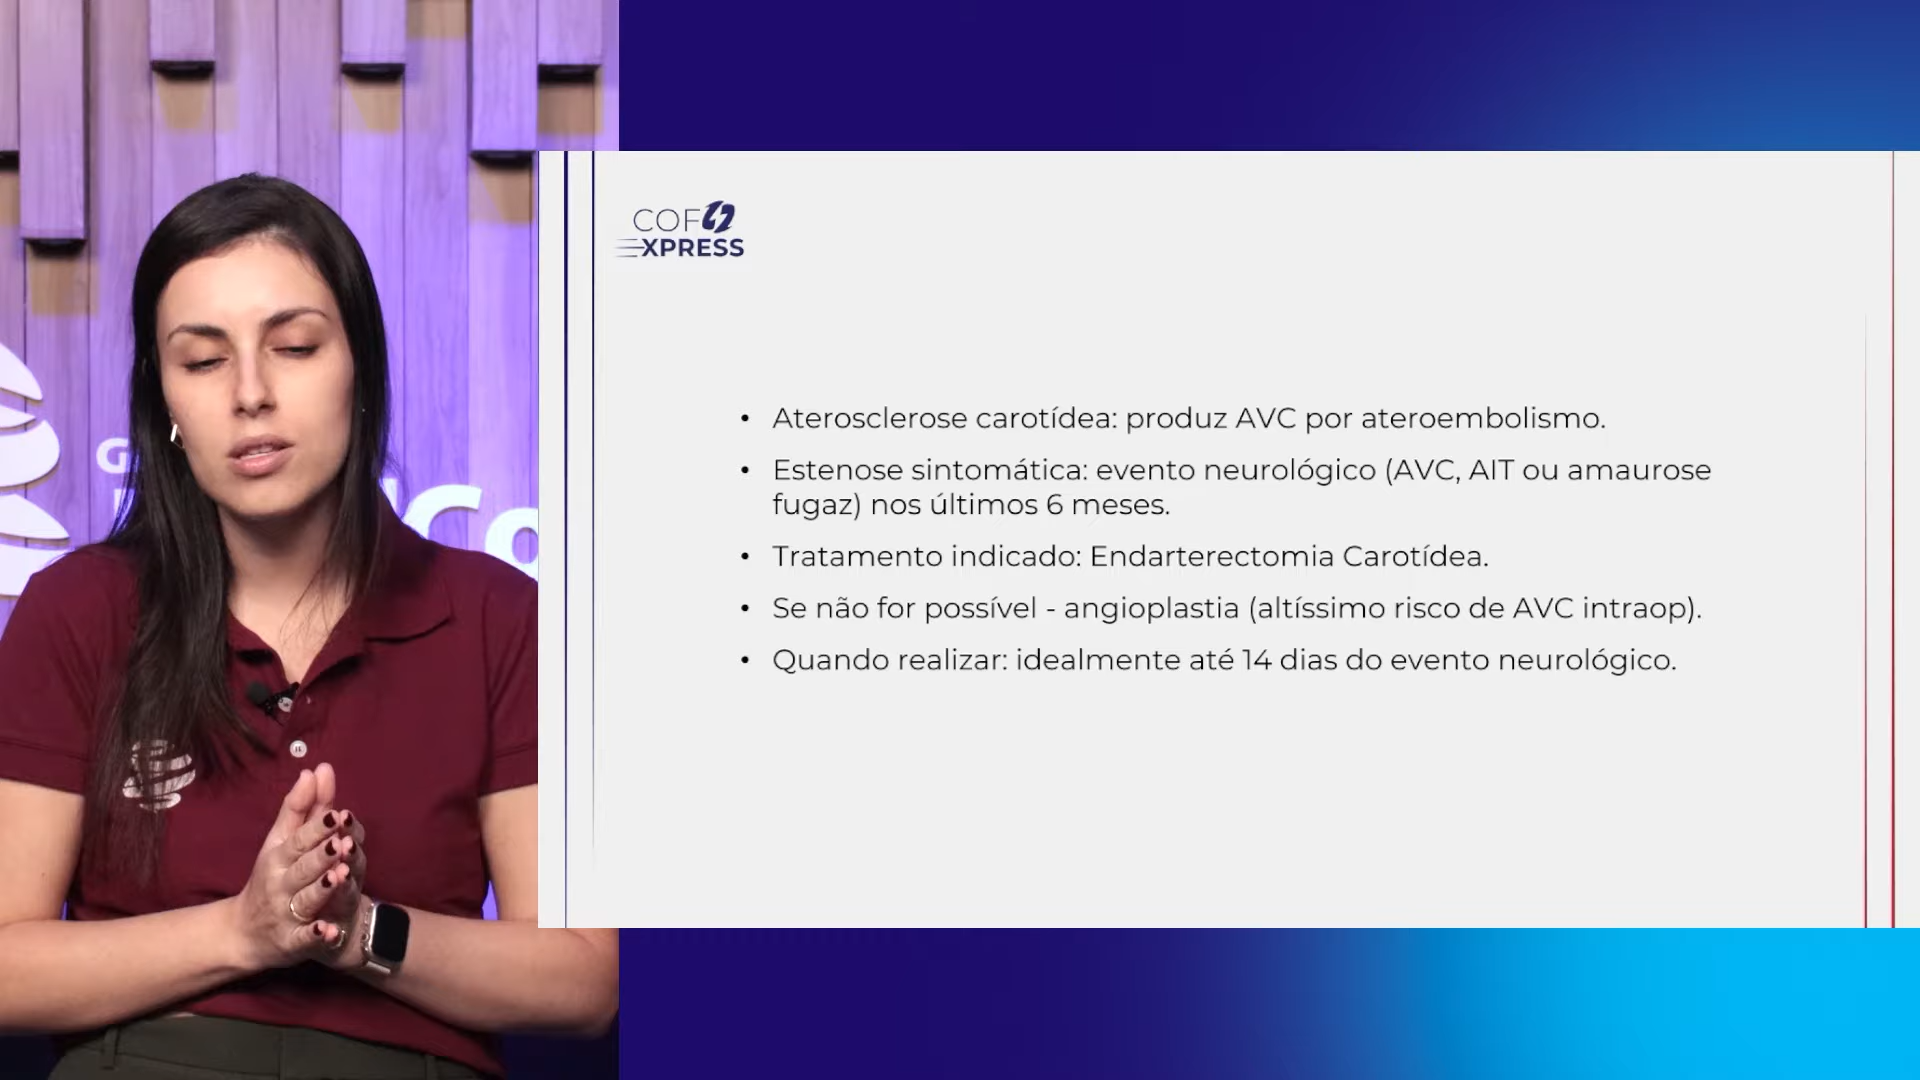 COF
EXPRESS
• Aterosclerose carotídea: produz AVC por ateroembolismo.
• Estenose sintomática: evento neurológico (AVC, AIT ou amaurose
fugaz) nos últimos 6 meses.
• Tratamento indicado: Endarterectomia Carotídea.
• Se não for possível - angioplastia (altíssimo risco de AVC intraop).
• Quando realizar: idealmente até 14 dias do evento neurológico.